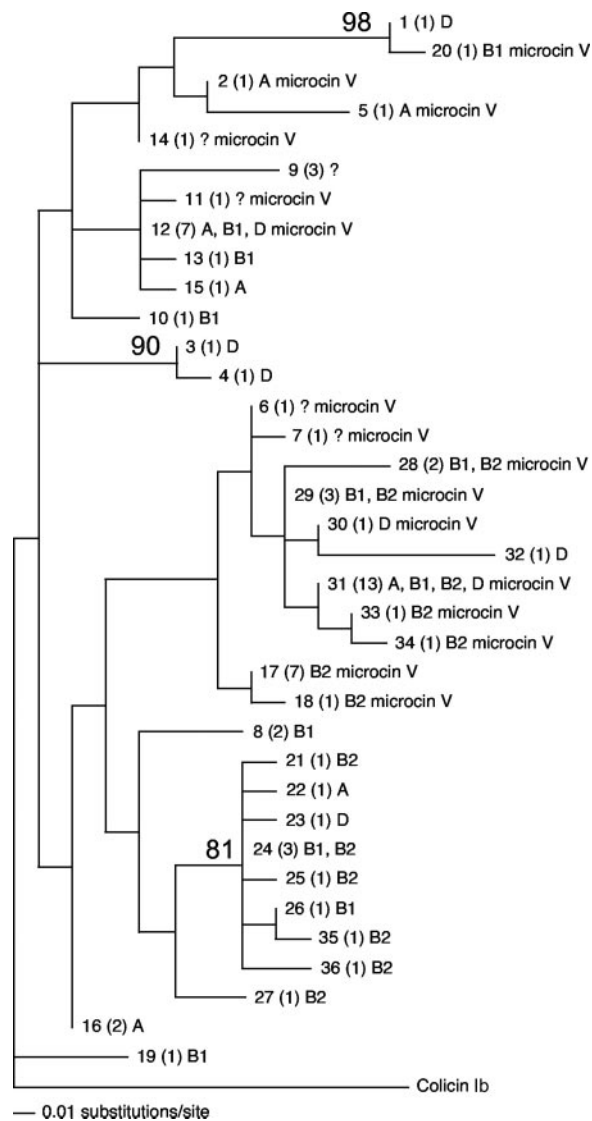 98
1 (1) D
20 (1) B1 microcin V
2 (1) A microcin V
5 (1) A microcin V
14 (1) ? microcin V
9 (3) ?
11 (1) ? microcin V
12 (7) A, B1, D microcin V
13 (1) B1
15 (1) A
10 (1) B1
90
3 (1) D
4 (1) D
6 (1) ? microcin V
7 (1) ? microcin V
28 (2) B1, B2 microcin V
29 (3) B1, B2 microcin V
30 (1) D microcin V
32 (1) D
31 (13) A, B1, B2, D microcin V
33 (1) B2 microcin V
34 (1) B2 microcin V
17 (7) B2 microcin V
18 (1) B2 microcin V
8 (2) B1
21 (1) B2
22 (1) A
23 (1) D
81
24 (3) B1, B2
25 (1) B2
26 (1) B1
35 (1) B2
36 (1) B2
27 (1) B2
16 (2) A
19 (1) B1
Colicin Ib
0.01 substitutions/site